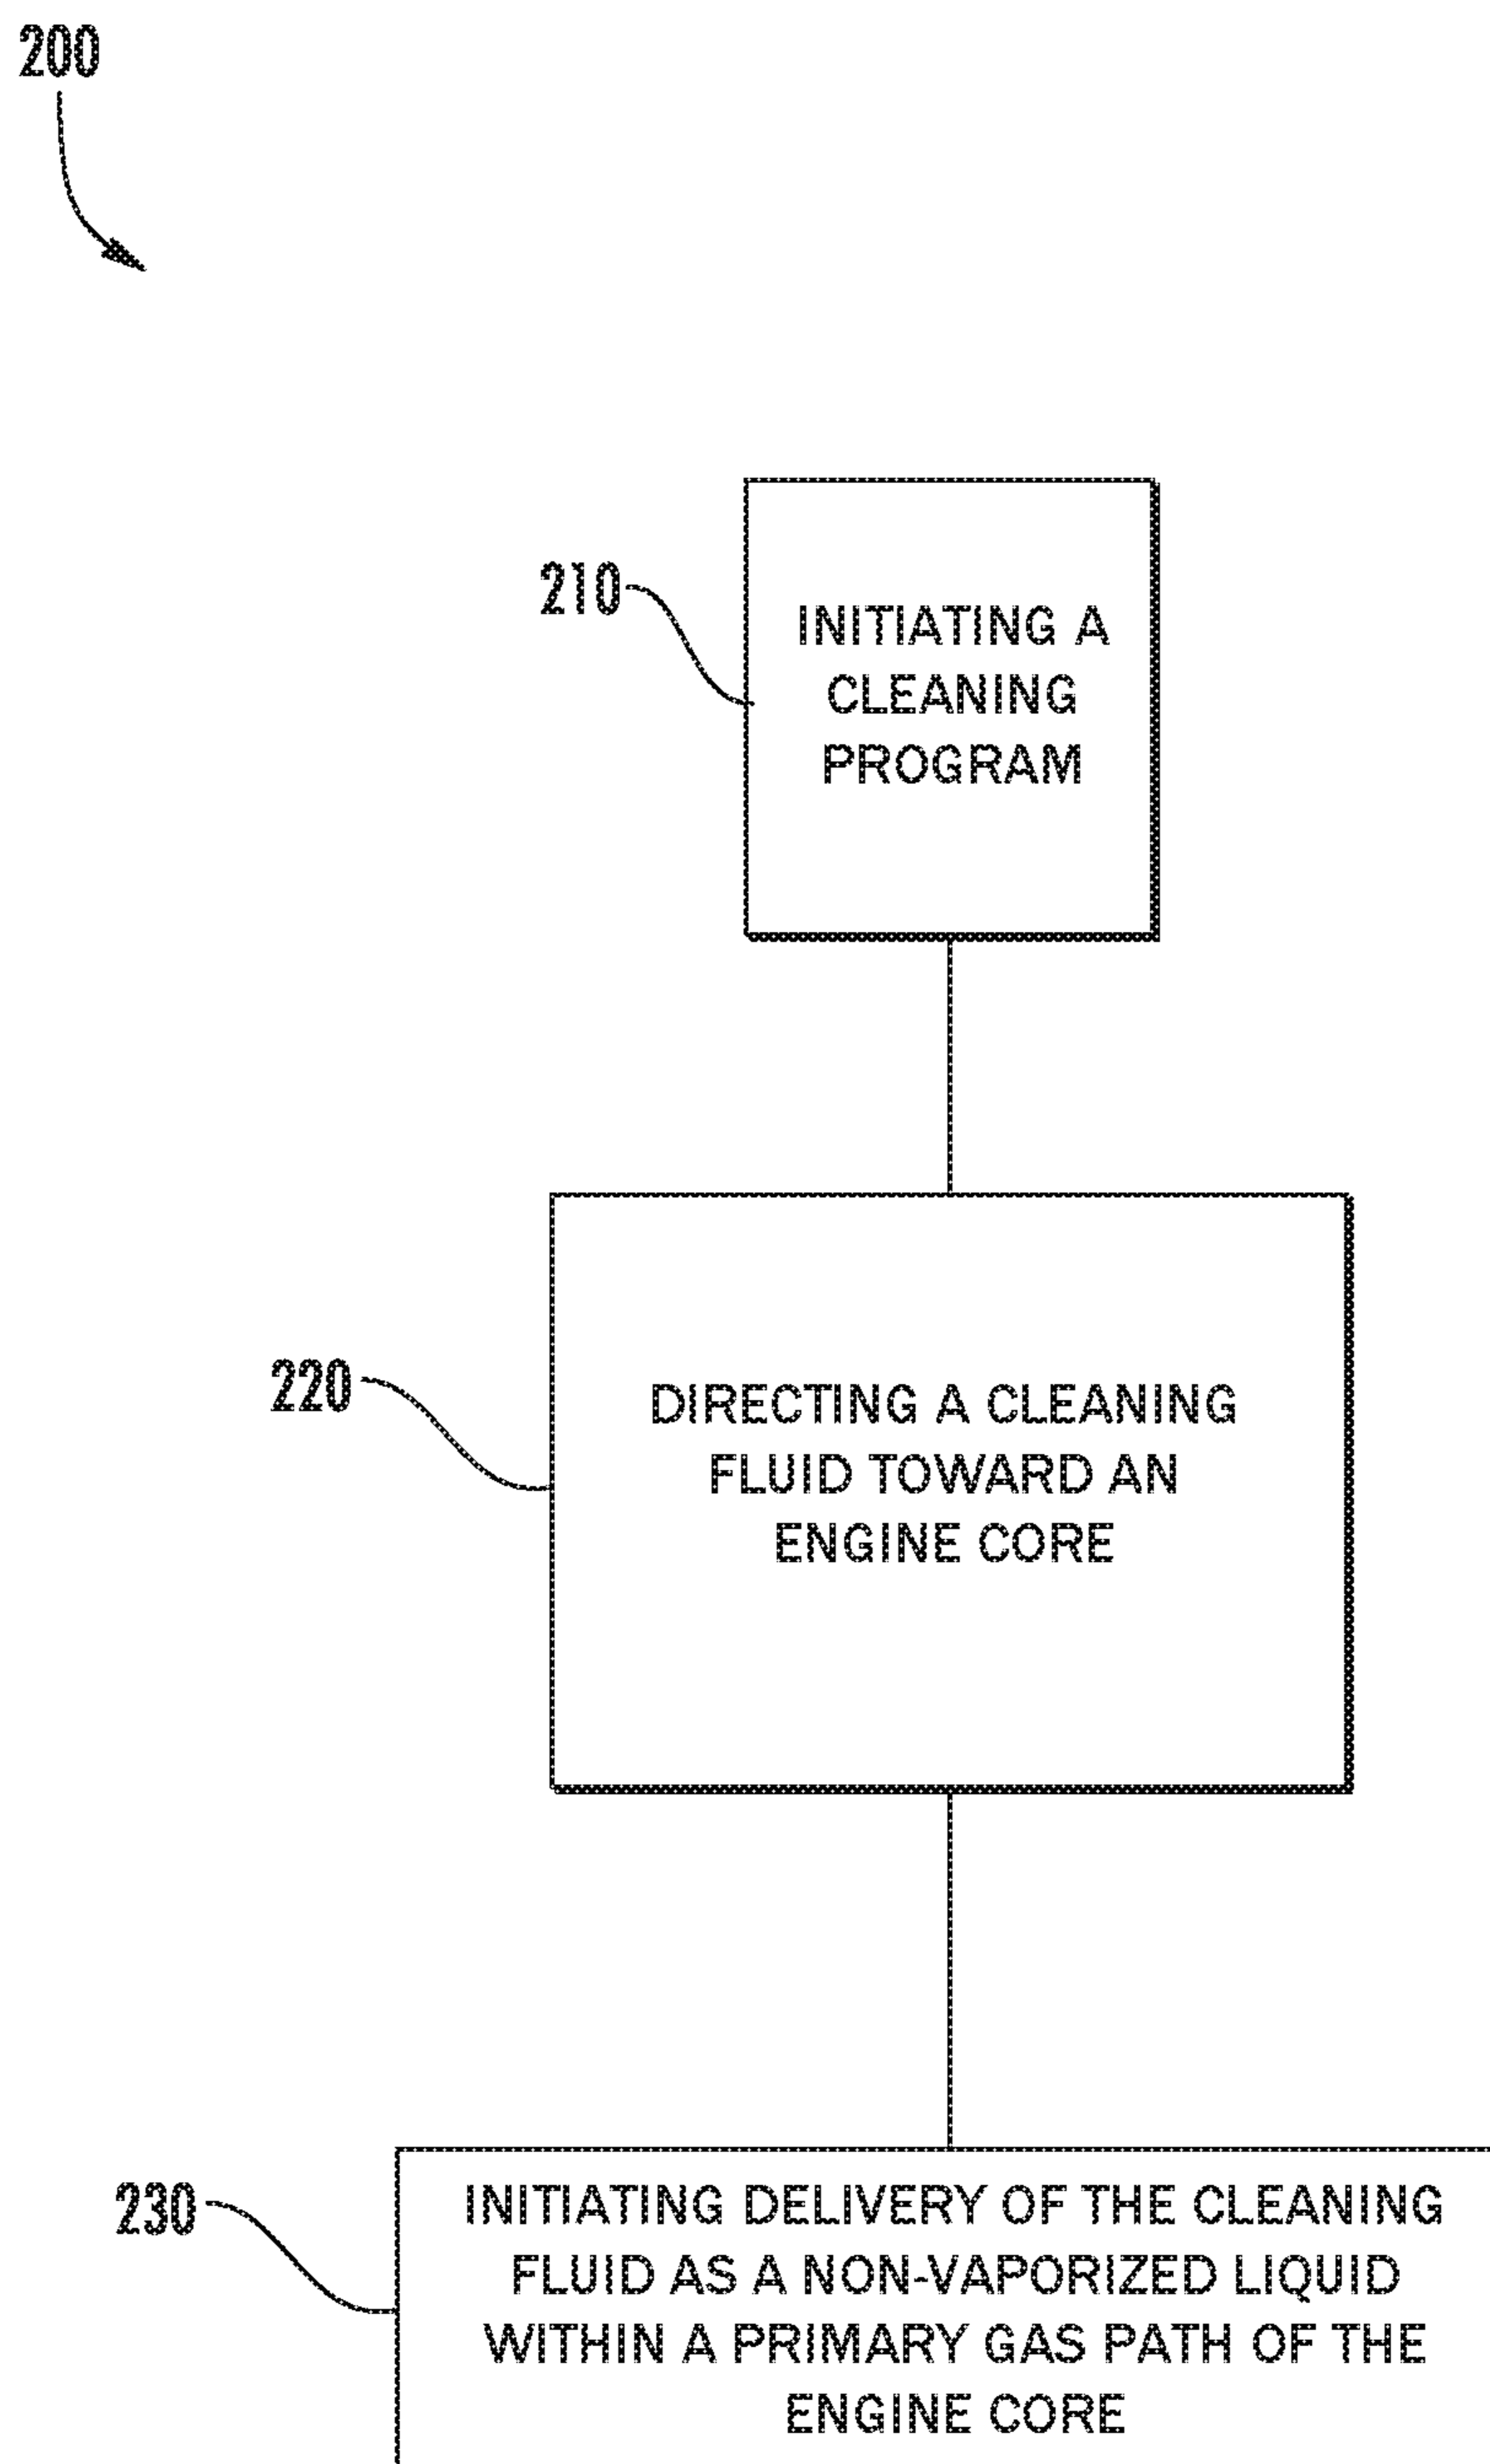 200
210
INITIATING A
CLEANING
PROGRAM
220
DIRECTING A CLEANING
FLUID TOWARD AN
ENGINE CORE
230
INITIATING DELIVERY OF THE CLEANING
FLUID AS A NON-VAPORIZED LIQUID
WITHIN A PRIMARY GAS PATH OF THE
ENGINE CORE